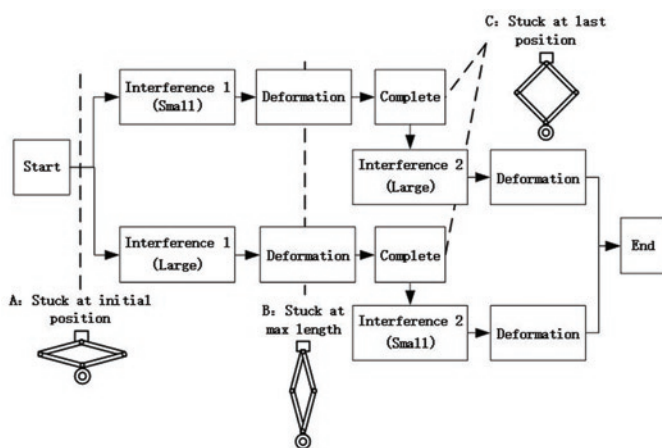 C: Stuck at last
position
Interference 1
(Small)
Deformation
Complete
Start
Interference 2
(Large)
Deformation
Interference 1
(Large)
Deformation
Complete
End
A: Stuck at initial
position
B: Stuck at
max length
Interference 2
(Small)
Deformation